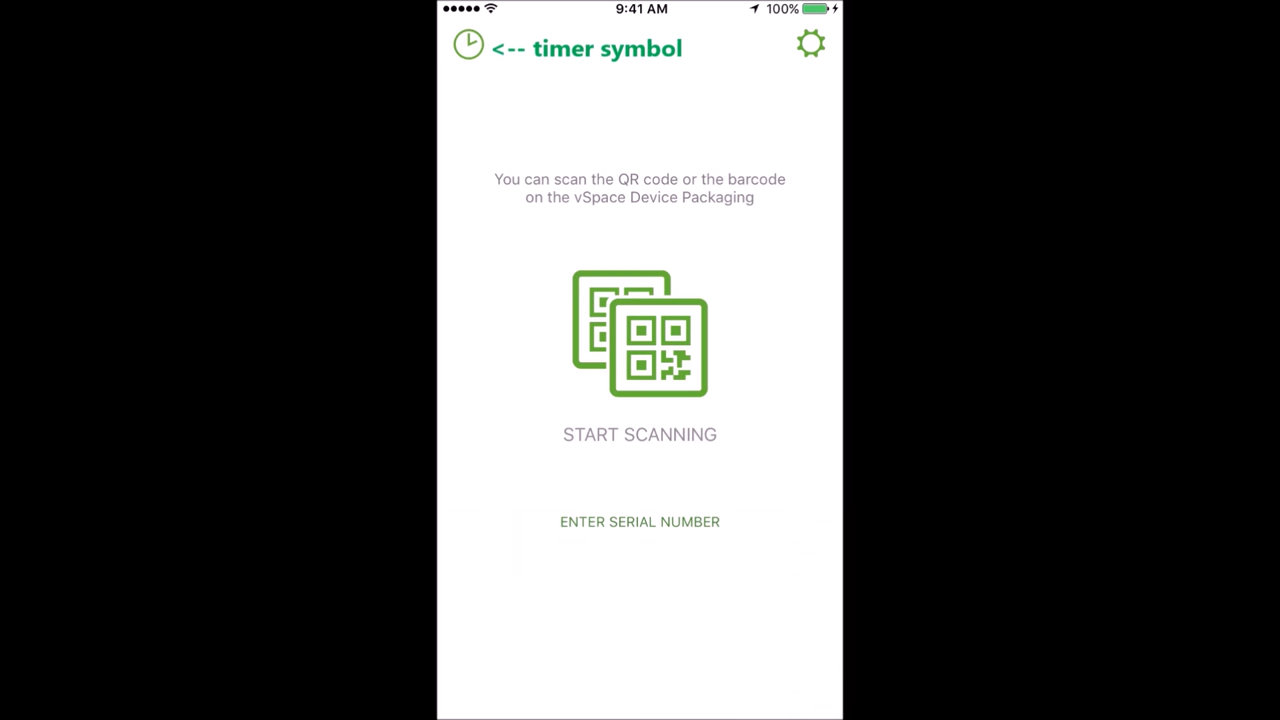 9:41 AM
100%
<-- timer symbol
You can scan the QR code or the barcode
on the vSpace Device Packaging
START SCANNING
ENTER SERIAL NUMBER